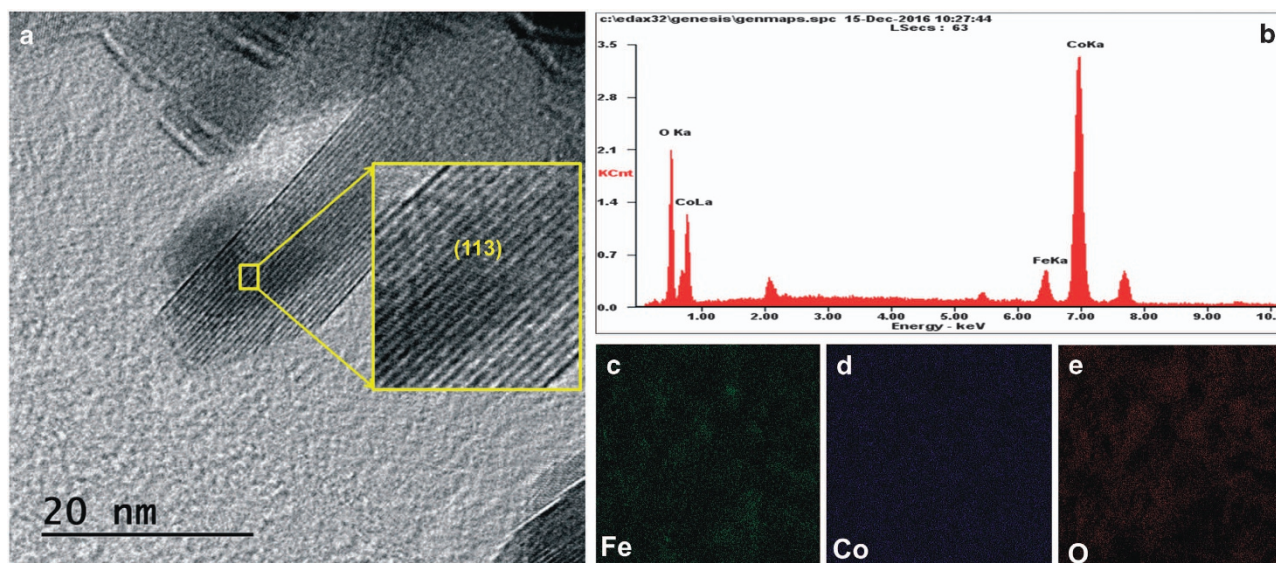 a
(113)
20 nm
c:\edax32\genesis\genmaps.spc 15-Dec-2016 10:27:44
LSecs : 63
b
3.5
2.8
2.1
1.4
0.7
0.0
KCnt
O Ka
CoLa
FeKa
CoKa
1.00 2.00 3.00 4.00 5.00 6.00 7.00 8.00 9.00 10.
Energy - keV
c
Fe
d
Co
e
O